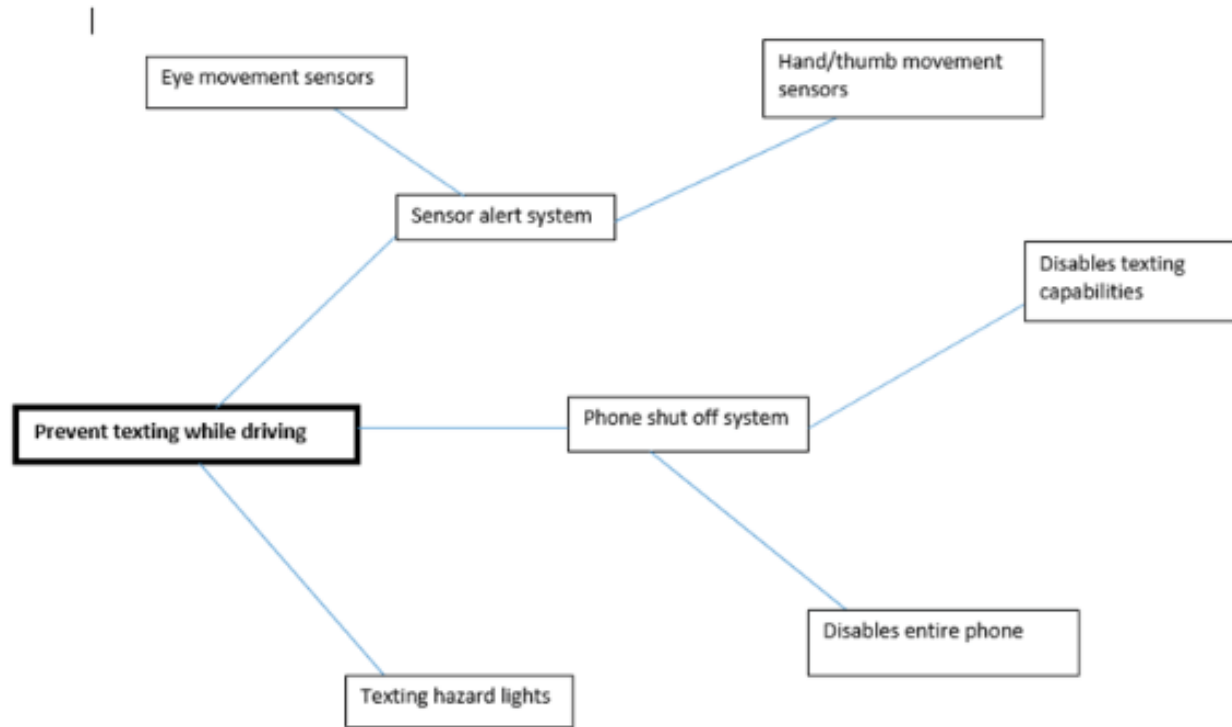 Eye movement sensors
Hand/thumb movement
sensors
Sensor alert system
Disables texting
capabilities
Prevent texting while driving
Phone shut off system
Disables entire phone
Texting hazard lights